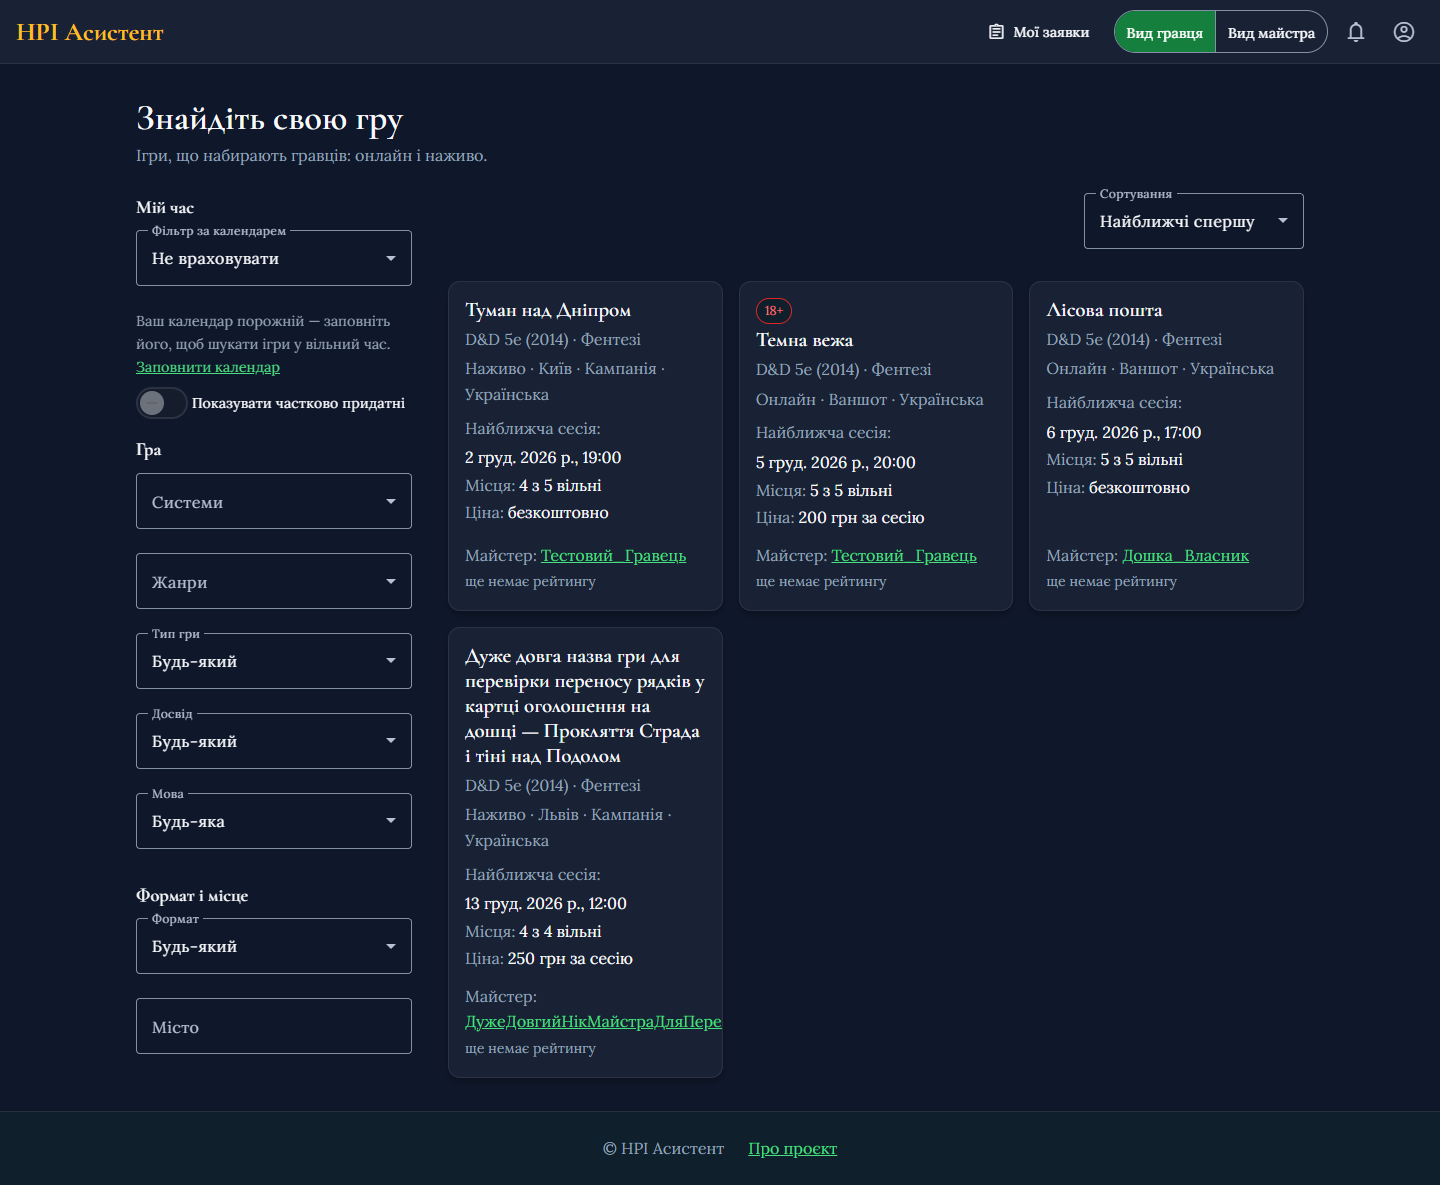 НРІ Асистент
Мої заявки
Вид гравця
Вид майстра
Знайдіть свою гру
Ігри, що набирають гравців: онлайн і наживо.
Мій час
Фільтр за календарем
Не враховувати
Ваш календар порожній — заповніть
його, щоб шукати ігри у вільний час.
Заповнити календар
Показувати частково придатні
Гра
Системи
Жанри
Тип гри
Будь-який
Досвід
Будь-який
Мова
Будь-яка
Формат і місце
Формат
Будь-який
Місто
Сортування
Найближчі спершу
Туман над Дніпром
D&D 5e (2014) · Фентезі
Наживо · Київ · Кампанія ·
Українська
Найближча сесія:
2 груд. 2026 р., 19:00
Місця: 4 з 5 вільні
Ціна: безкоштовно
Майстер: Тестовий_Гравець
ще немає рейтингу
18+
Темна вежа
D&D 5e (2014) · Фентезі
Онлайн · Ваншот · Українська
Найближча сесія:
5 груд. 2026 р., 20:00
Місця: 5 з 5 вільні
Ціна: 200 грн за сесію
Майстер: Тестовий_Гравець
ще немає рейтингу
Лісова пошта
D&D 5e (2014) · Фентезі
Онлайн · Ваншот · Українська
Найближча сесія:
6 груд. 2026 р., 17:00
Місця: 5 з 5 вільні
Ціна: безкоштовно
Майстер: Дошка_Власник
ще немає рейтингу
Дуже довга назва гри для
перевірки переносу рядків у
картці оголошення на
дошці — Прокляття Страда
і тіні над Подолом
D&D 5e (2014) · Фентезі
Наживо · Львів · Кампанія ·
Українська
Найближча сесія:
13 груд. 2026 р., 12:00
Місця: 4 з 4 вільні
Ціна: 250 грн за сесію
Майстер:
ДужеДовгийНікМайстраДляПере
ще немає рейтингу
© НРІ Асистент
Про проєкт